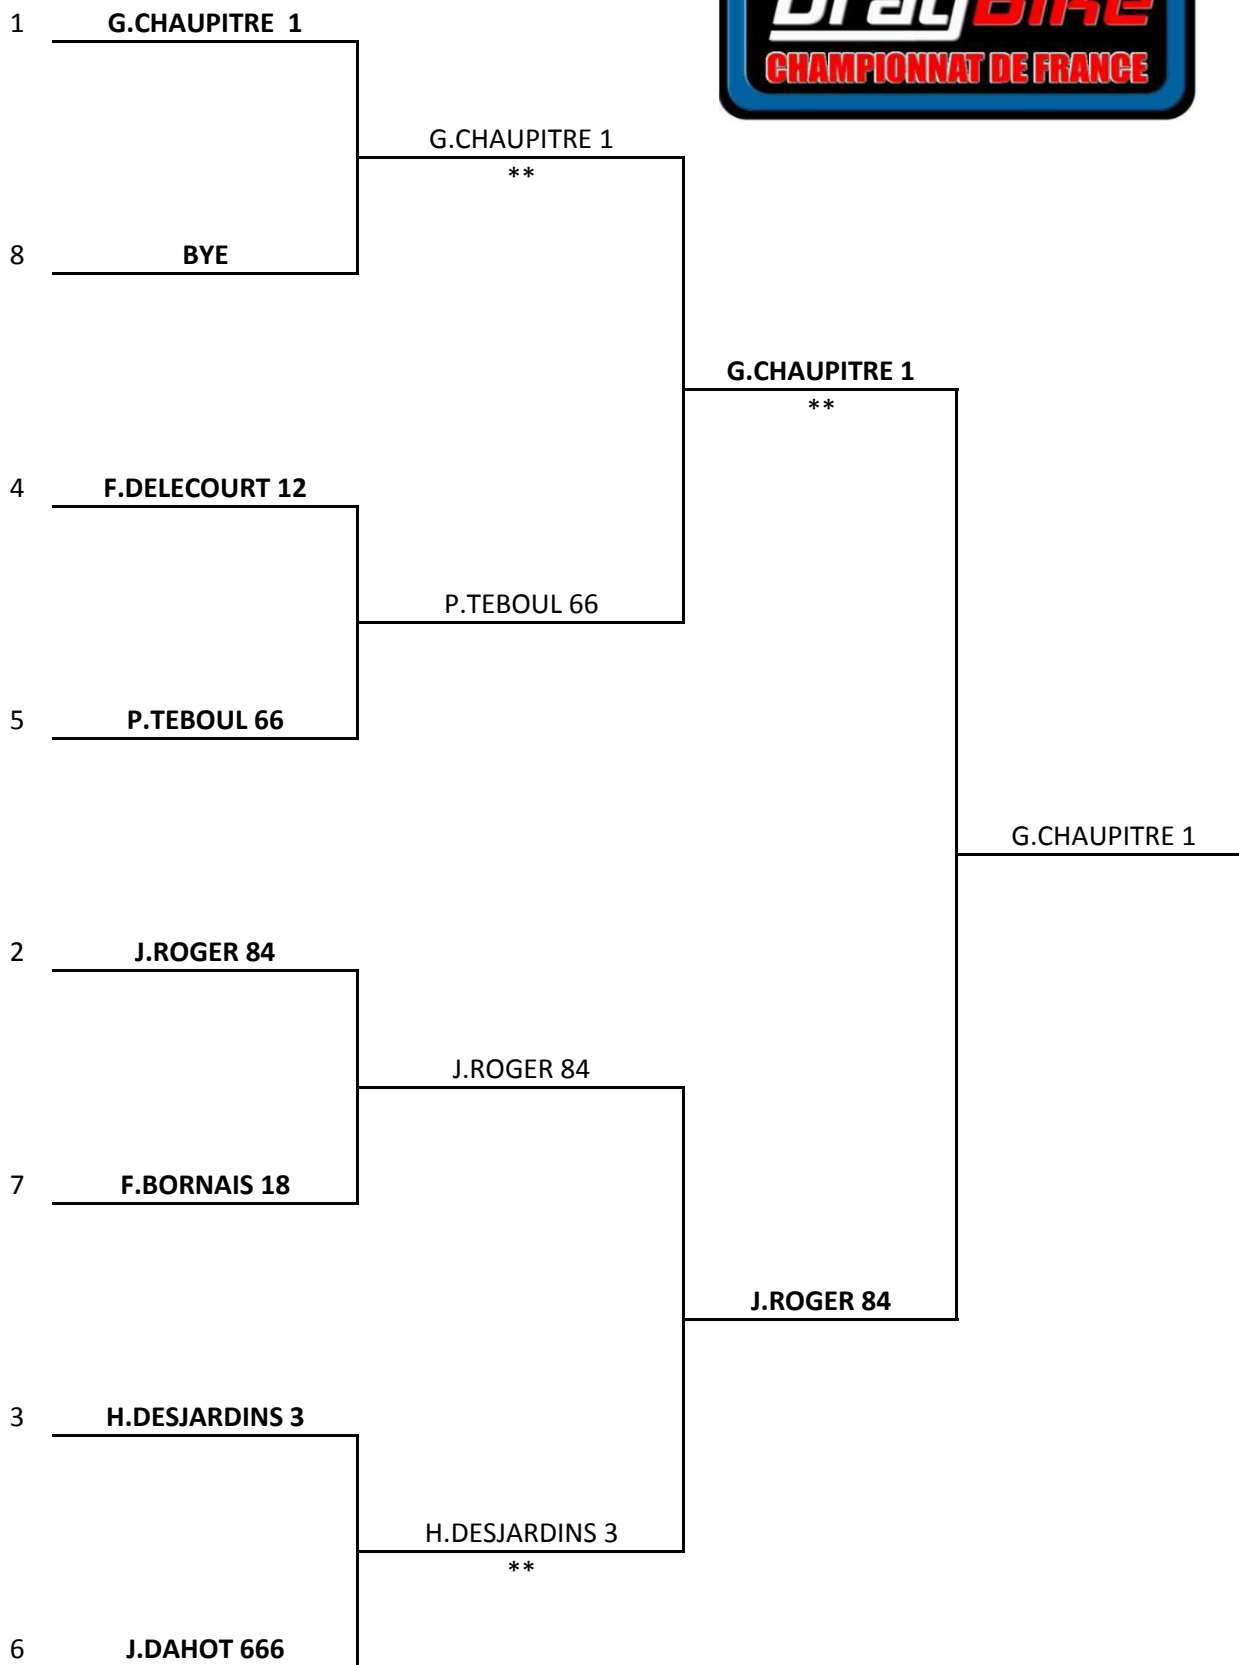 DragBike
CHAMPIONNAT DE FRANCE
1 G.CHAUPITRE 1
G.CHAUPITRE 1
**
8 BYE
G.CHAUPITRE 1
**
4 F.DELECOURT 12
P.TEBOUL 66
5 P.TEBOUL 66
G.CHAUPITRE 1
2 J.ROGER 84
J.ROGER 84
7 F.BORNAIS 18
J.ROGER 84
3 H.DESJARDINS 3
H.DESJARDINS 3
**
6 J.DAHOT 666